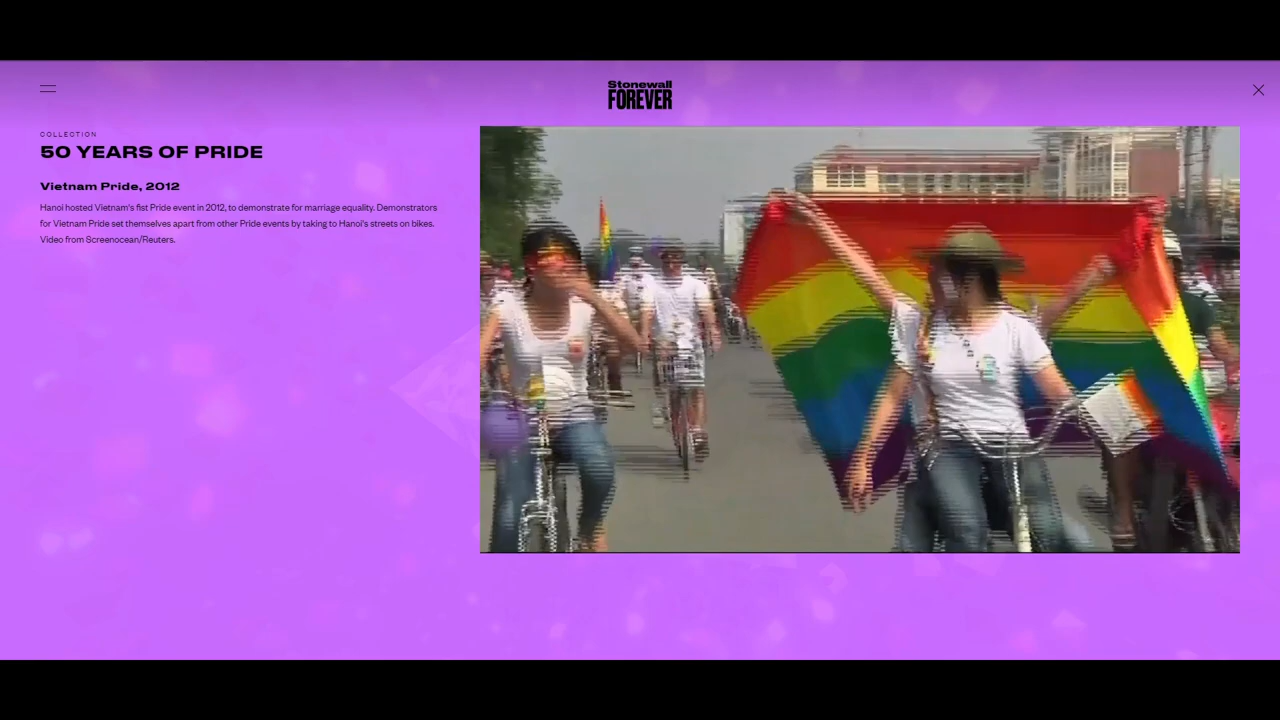 Stonewall
FOREVER
COLLECTION
50 YEARS OF PRIDE
Vietnam Pride, 2012
Hanoi hosted Vietnam's fist Pride event in 2012, to demonstrate for marriage equality. Demonstrators
for Vietnam Pride set themselves apart from other Pride events by taking to Hanoi's streets on bikes.
Video from Screenocean/Reuters.